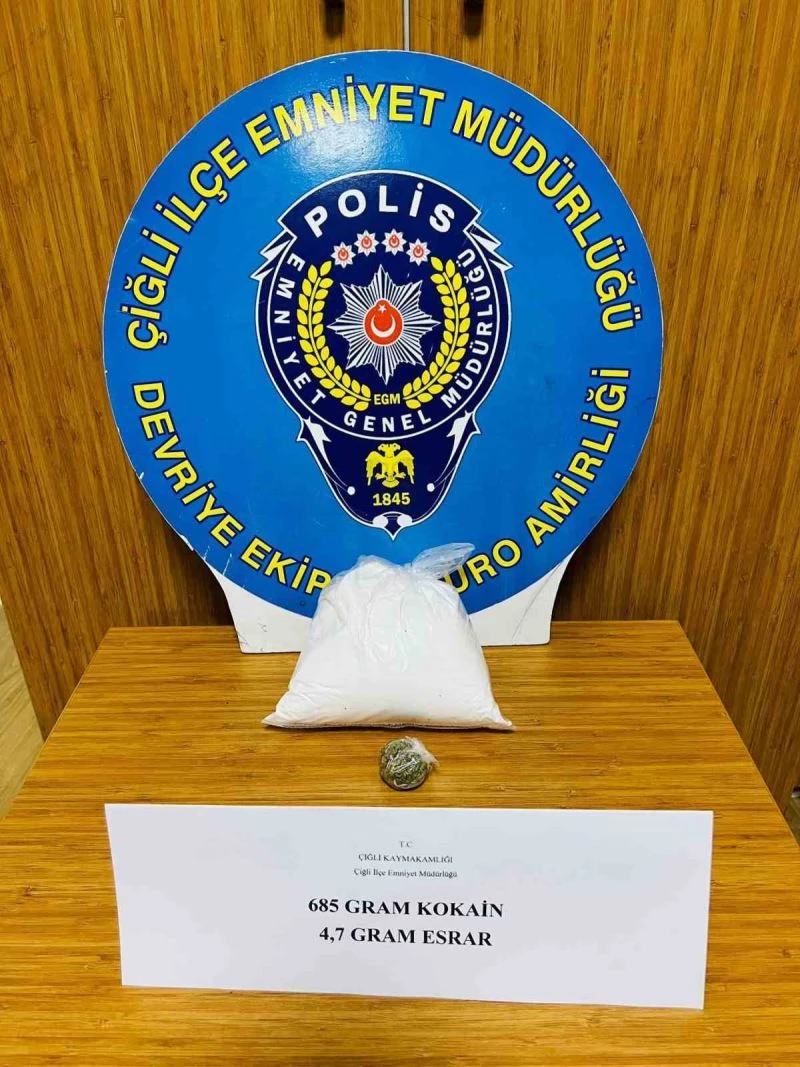 ÇİĞLİ İLÇE EMNİYET MÜDÜRLÜĞÜ
POLİS
EMNİYET GENEL MÜDÜRLÜĞÜ
EGM
1845
DEVRİYE EKİP URO AMİRLİĞİ
T.C
ÇİĞLİ KAYMAKAMLIĞI
Çiğli İlçe Emniyet Müdürlüğü
685 GRAM KOKAİN
4,7 GRAM ESRAR